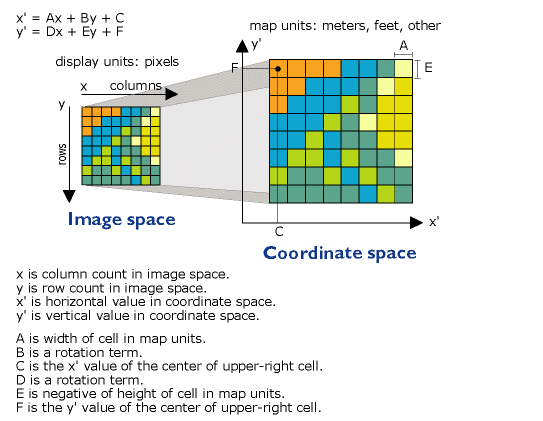 x' = Ax + By + C
y' = Dx + Ey + F
map units: meters, feet, other
y'
A
display units: pixels
F
E
x columns
y
rows
Image space
C
x'
Coordinate space
x is column count in image space.
y is row count in image space.
x' is horizontal value in coordinate space.
y' is vertical value in coordinate space.
A is width of cell in map units.
B is a rotation term.
C is the x' value of the center of upper-right cell.
D is a rotation term.
E is negative of height of cell in map units.
F is the y' value of the center of upper-right cell.